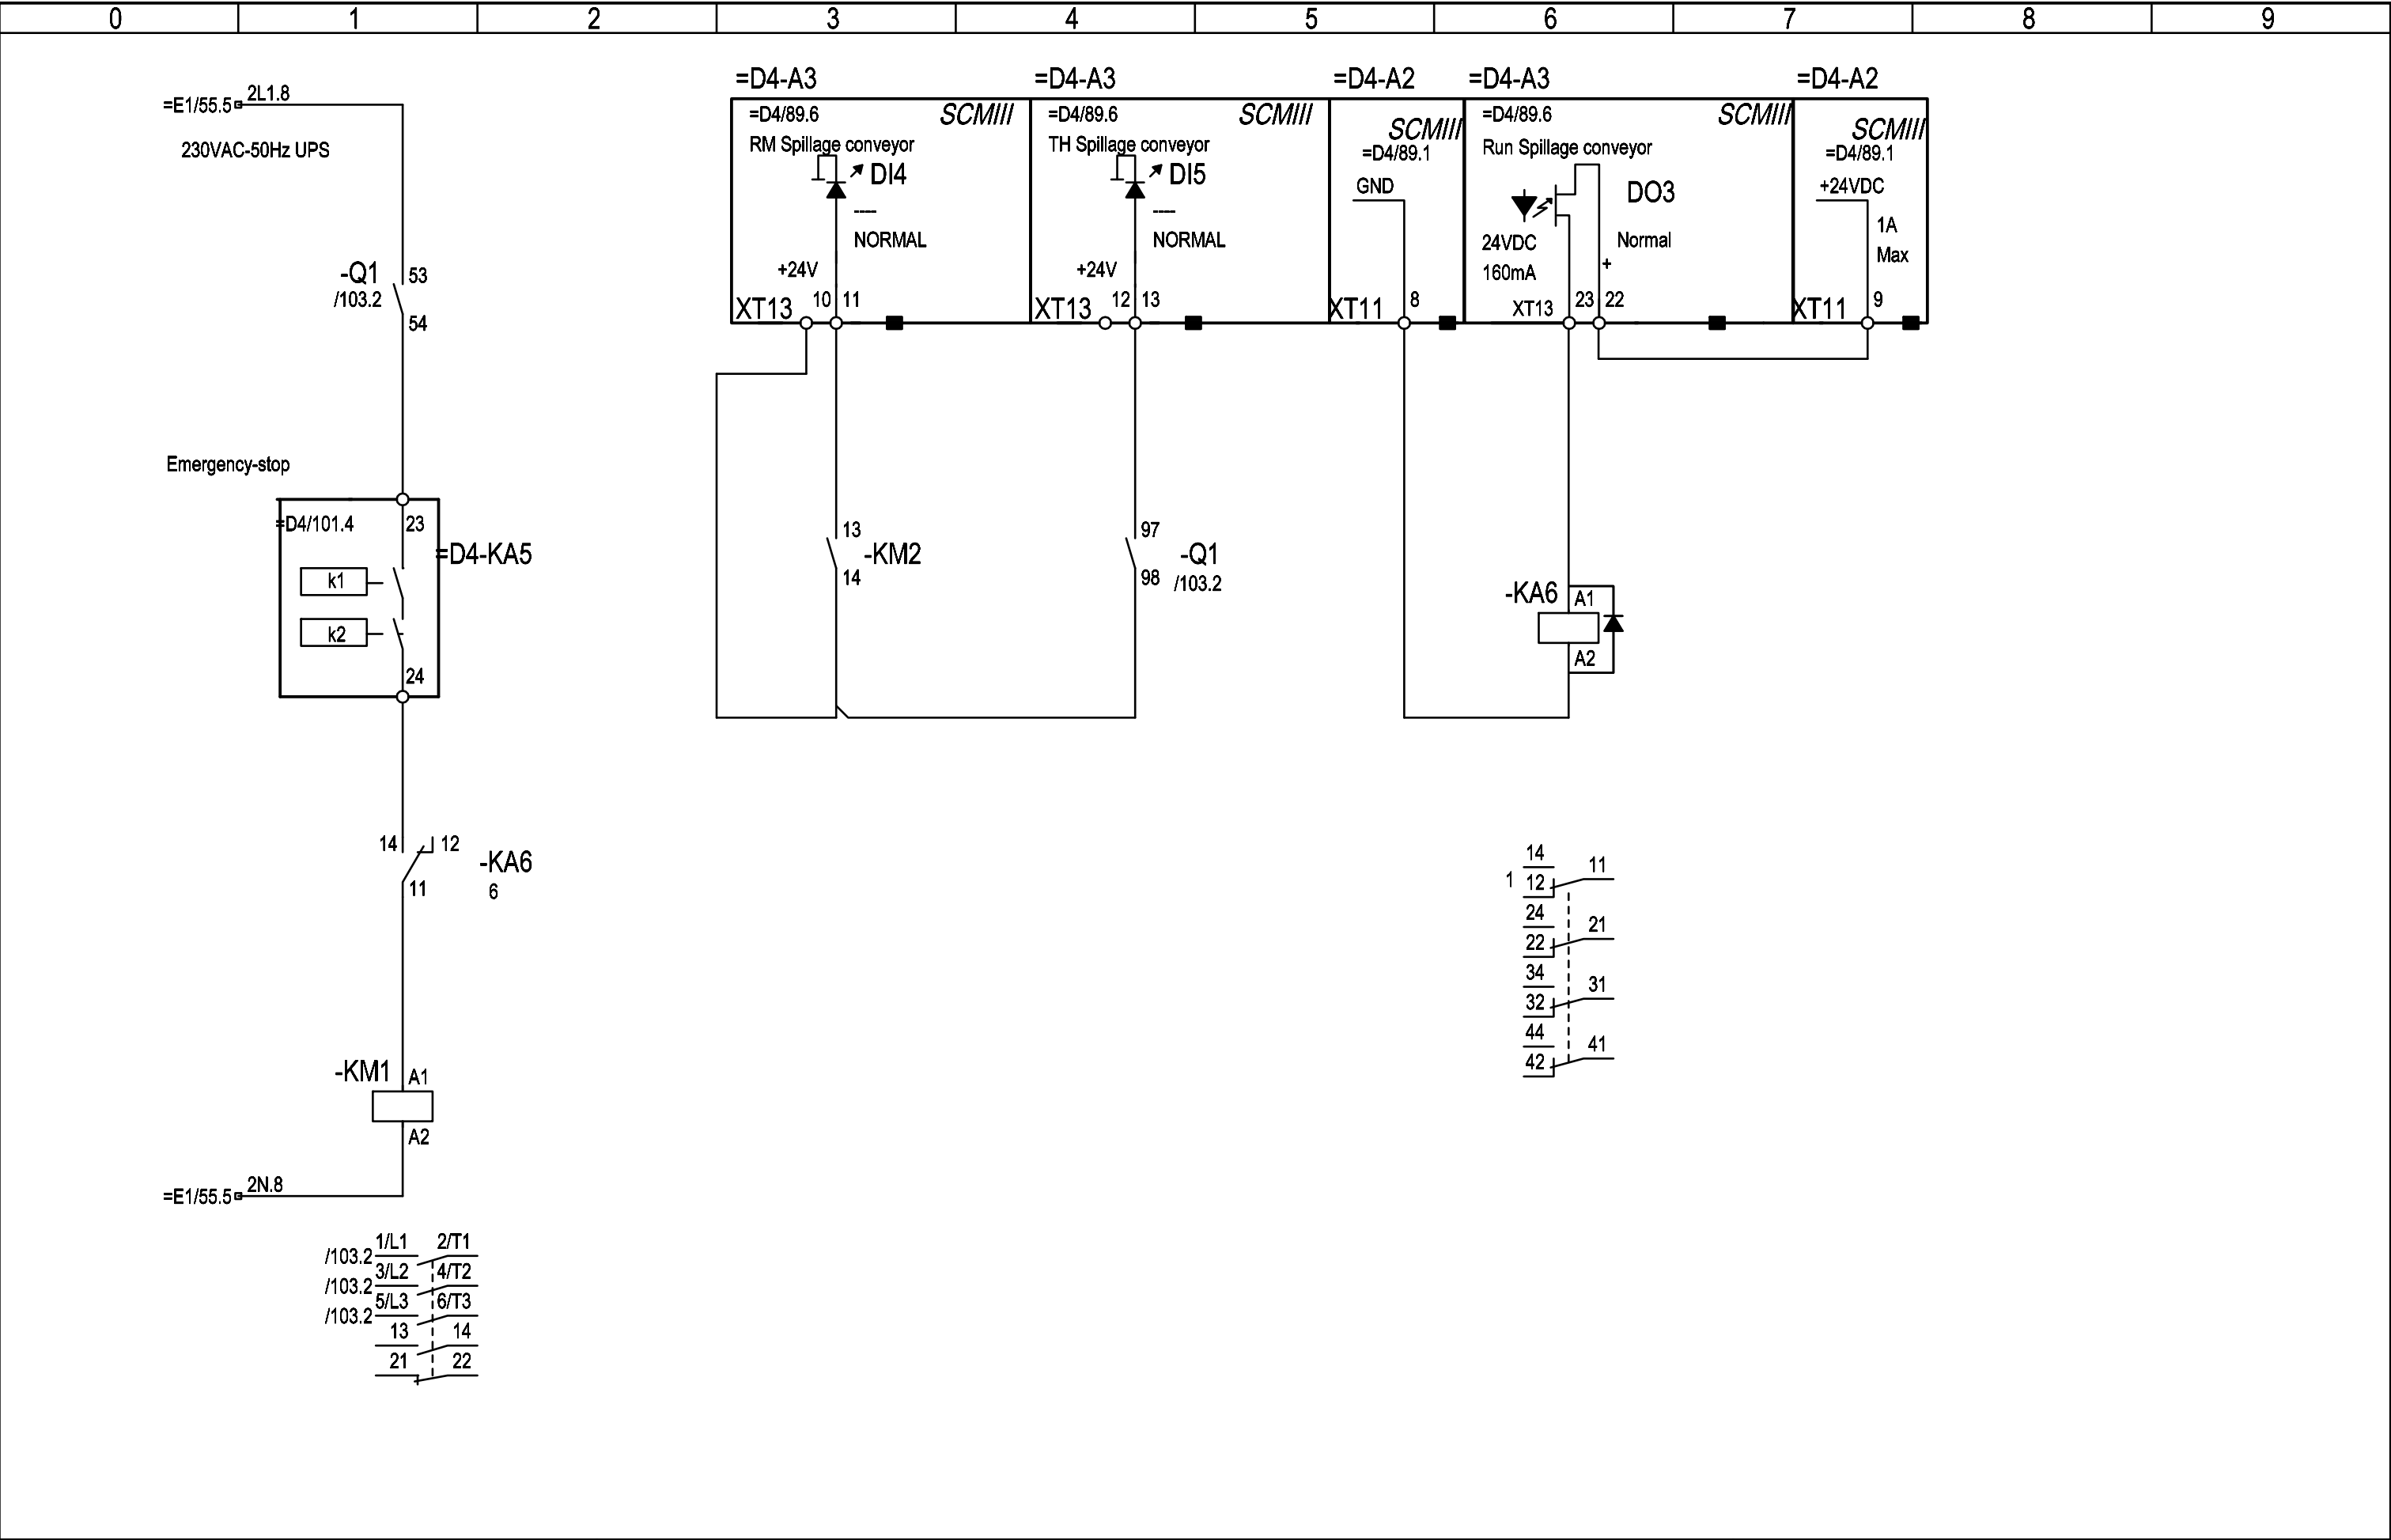 0 1 2 3 4 5 6 7 8 9
=E1/55.5 2L1.8
230VAC-50Hz UPS
-Q1 53
/103.2
54
Emergency-stop
=D4/101.4 23
=D4-KA5
k1
k2
24
14 12
-KA6
11 6
-KM1 A1
A2
=E1/55.5 2N.8
1/L1 2/T1
/103.2
3/L2 4/T2
/103.2
5/L3 6/T3
/103.2
13 14
21 22
=D4-A3
=D4/89.6 SCMIII
RM Spillage conveyor
DI4
----
NORMAL
+24V
XT13 10 11
13
-KM2
14
=D4-A3
=D4/89.6 SCMIII
TH Spillage conveyor
DI5
----
NORMAL
+24V
XT13 12 13
97
-Q1
98 /103.2
=D4-A2
SCMIII
=D4/89.1
GND
XT11 8
=D4-A3
=D4/89.6 SCMIII
Run Spillage conveyor
DO3
24VDC Normal
160mA +
XT13 23 22
-KA6 A1
A2
=D4-A2
SCMIII
=D4/89.1
+24VDC
1A
Max
XT11 9
14 11
1 12
24 21
22
34 31
32
44 41
42